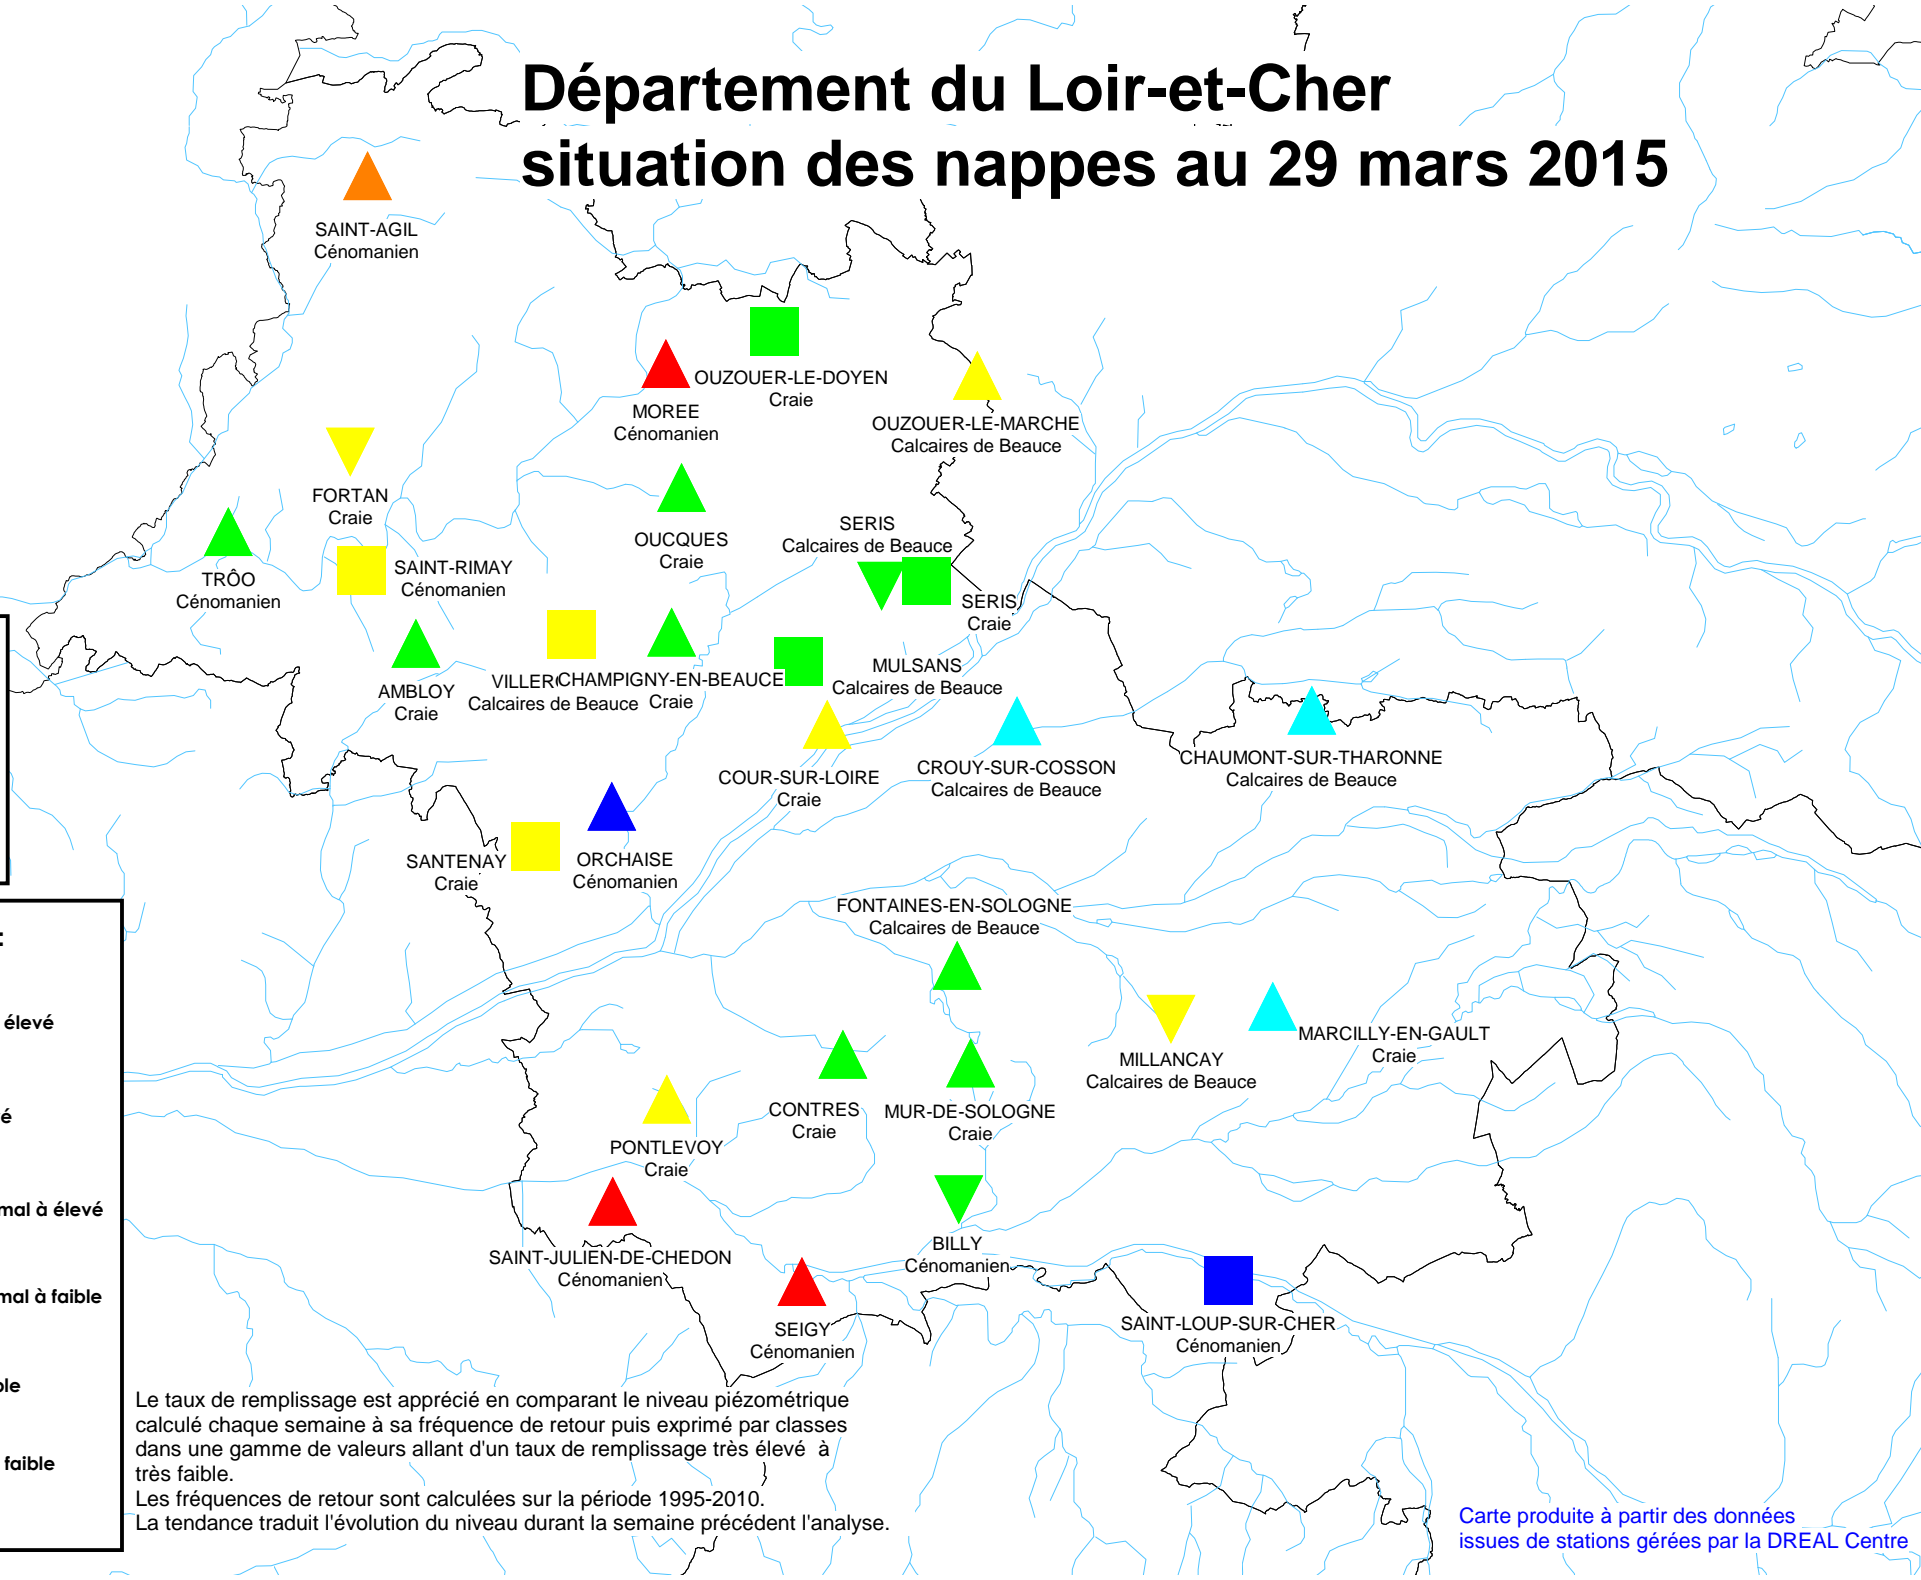 Département du Loir-et-Cher
situation des nappes au 29 mars 2015
SAINT-AGIL
Cénomanien
OUZOUER-LE-DOYEN
Craie
MOREE
Cénomanien
OUZOUER-LE-MARCHE
Calcaires de Beauce
FORTAN
Craie
OUCQUES
Craie
SERIS
Calcaires de Beauce
TRÔO
Cénomanien
SAINT-RIMAY
Cénomanien
SERIS
Craie
AMBLOY
Craie
Calcaires de Beauce
CHAMPIGNY-EN-BEAUCE
Craie
MULSANS
Calcaires de Beauce
COUR-SUR-LOIRE
Craie
CROUY-SUR-COSSON
Calcaires de Beauce
CHAUMONT-SUR-THARONNE
Calcaires de Beauce
SANTENAY
Craie
ORCHAISE
Cénomanien
FONTAINES-EN-SOLOGNE
Calcaires de Beauce
MILLANCAY
Calcaires de Beauce
MARCILLY-EN-GAULT
Craie
CONTRES
Craie
MUR-DE-SOLOGNE
Craie
PONTLEVOY
Craie
SAINT-JULIEN-DE-CHEDON
Cénomanien
BILLY
Cénomanien
SEIGY
Cénomanien
SAINT-LOUP-SUR-CHER
Cénomanien
:
élevé
é
mal à élevé
mal à faible
ble
faible
Le taux de remplissage est apprécié en comparant le niveau piézométrique
calculé chaque semaine à sa fréquence de retour puis exprimé par classes
dans une gamme de valeurs allant d'un taux de remplissage très élevé à
très faible.
Les fréquences de retour sont calculées sur la période 1995-2010.
La tendance traduit l'évolution du niveau durant la semaine précédent l'analyse.
Carte produite à partir des données
issues de stations gérées par la DREAL Centre